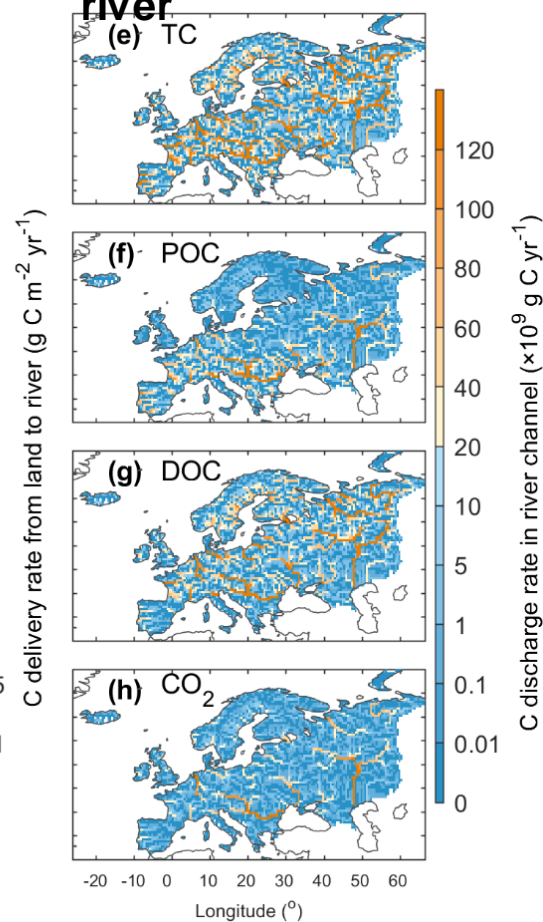 river
(e) TC
(f) POC
(g) DOC
(h) CO2
C delivery rate from land to river (g C m-2 yr-1)
120
100
80
60
40
20
10
5
1
0.1
0.01
0
C discharge rate in river channel (×10^9 g C yr-1)
-20 -10 0 10 20 30 40 50 60
Longitude (o)